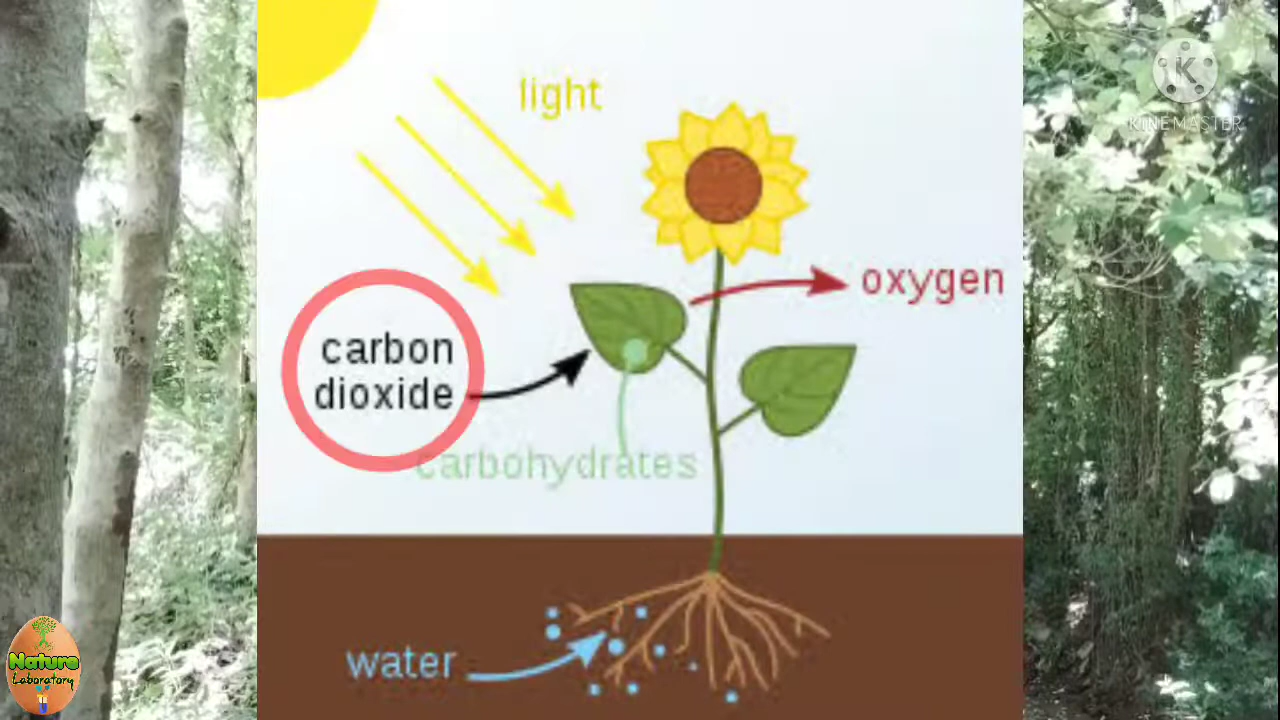 light
KINEMASTER
oxygen
carbon
dioxide
carbohydrates
water
Nature
Laboratory